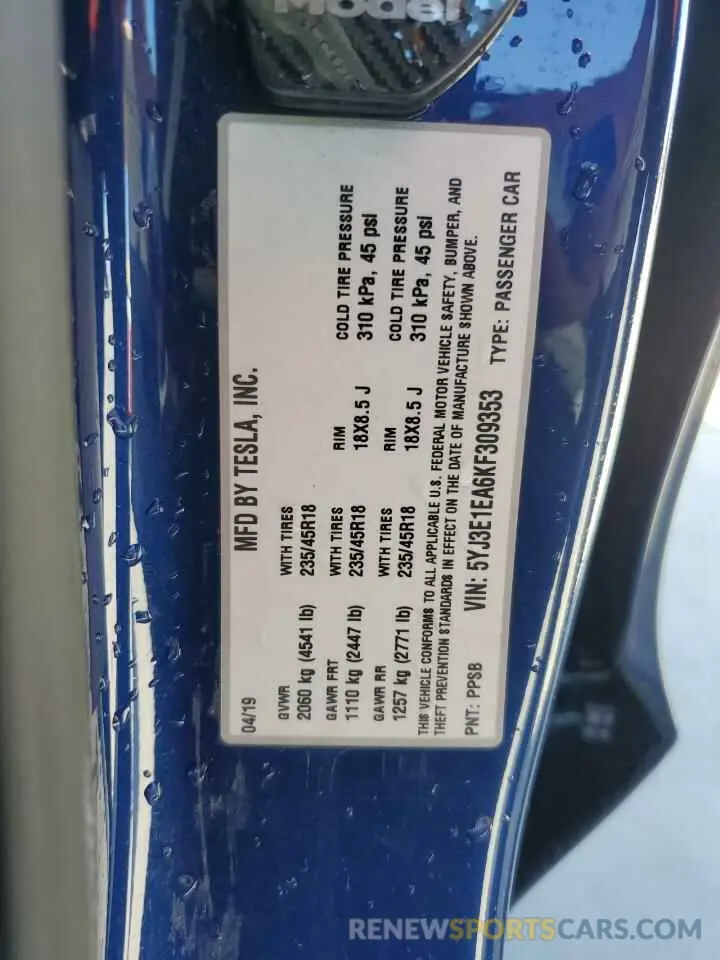 Model
MFD BY TESLA, INC.
04/19
GVWR WITH TIRES
2060 kg (4541 lb) 235/45R18
GAWR FRT WITH TIRES RIM COLD TIRE PRESSURE
1110 kg (2447 lb) 235/45R18 18X8.5 J 310 kPa, 45 psi
GAWR RR WITH TIRES RIM COLD TIRE PRESSURE
1257 kg (2771 lb) 235/45R18 18X8.5 J 310 kPa, 45 psi
THIS VEHICLE CONFORMS TO ALL APPLICABLE U.S. FEDERAL MOTOR VEHICLE SAFETY, BUMPER, AND
THEFT PREVENTION STANDARDS IN EFFECT ON THE DATE OF MANUFACTURE SHOWN ABOVE.
PNT: PPSB VIN: 5YJ3E1EA6KF309353 TYPE: PASSENGER CAR
RENEWSPORTSCARS.COM